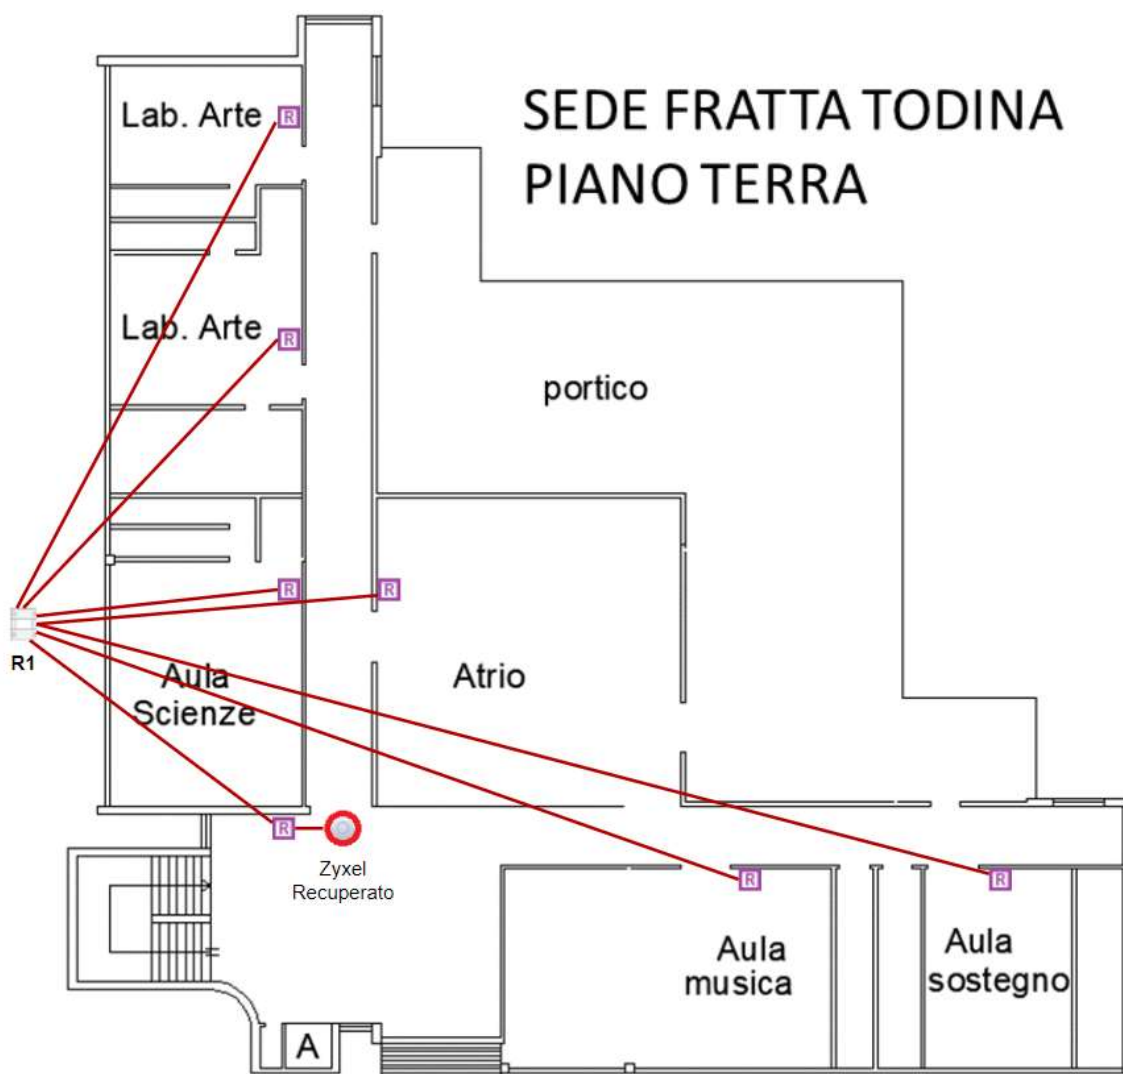 SEDE FRATTA TODINA
PIANO TERRA
Lab. Arte
R
Lab. Arte
R
portico
R
R
R1
Aula
Scienze
Atrio
R
Zyxel
Recuperato
R
R
Aula
musica
Aula
sostegno
A